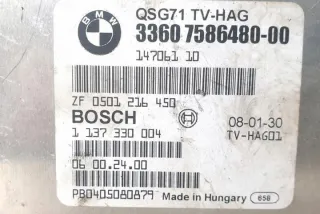 BMW
QSG71 TV-HAG
3360 7586480-00
147061 10
ZF 0501 216 450
BOSCH
08-01-30
1 137 330 004
TV-HAG01
06 00.24.00
PB0405080879 Made in Hungary 658